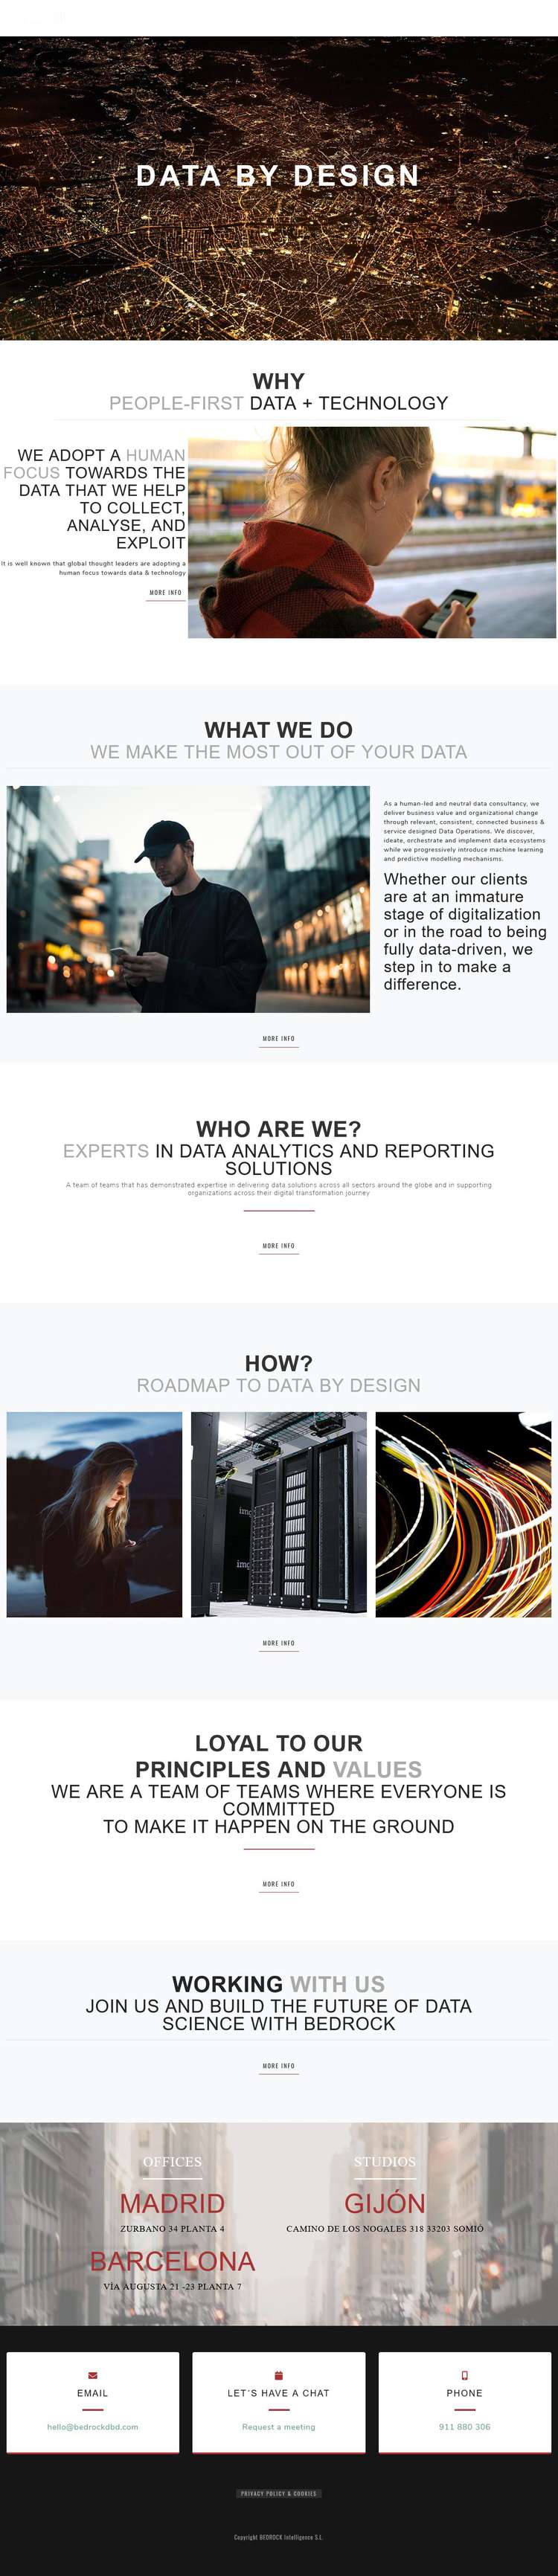 DATA BY DESIGN
WHY
PEOPLE-FIRST DATA + TECHNOLOGY
WE ADOPT A HUMAN
FOCUS TOWARDS THE
DATA THAT WE HELP
TO COLLECT,
ANALYSE, AND
EXPLOIT
It is well known that global thought leaders are adopting a
human focus towards data & technology
MORE INFO
WHAT WE DO
WE MAKE THE MOST OUT OF YOUR DATA
As a human-led and neutral data consultancy, we
deliver business value and organizational change
through relevant, consistent, connected business &
service designed Data Operations. We discover,
ideate, orchestrate and implement data ecosystems
while we progressively introduce machine learning
and predictive modelling mechanisms.
Whether our clients
are at an immature
stage of digitalization
or in the road to being
fully data-driven, we
step in to make a
difference.
MORE INFO
WHO ARE WE?
EXPERTS IN DATA ANALYTICS AND REPORTING
SOLUTIONS
A team of teams that has demonstrated expertise in delivering data solutions across all sectors around the globe and in supporting
organizations across their digital transformation journey
MORE INFO
HOW?
ROADMAP TO DATA BY DESIGN
MORE INFO
LOYAL TO OUR
PRINCIPLES AND VALUES
WE ARE A TEAM OF TEAMS WHERE EVERYONE IS
COMMITTED
TO MAKE IT HAPPEN ON THE GROUND
MORE INFO
WORKING WITH US
JOIN US AND BUILD THE FUTURE OF DATA
SCIENCE WITH BEDROCK
MORE INFO
OFFICES
MADRID
ZURBANO 34 PLANTA 4
BARCELONA
VÍA AUGUSTA 21 -23 PLANTA 7
STUDIOS
GIJÓN
CAMINO DE LOS NOGALES 318 33203 SOMIÓ
EMAIL
hello@bedrockdbd.com
LET´S HAVE A CHAT
Request a meeting
PHONE
911 880 306
PRIVACY POLICY & COOKIES
Copyright BEDROCK Intelligence S.L.